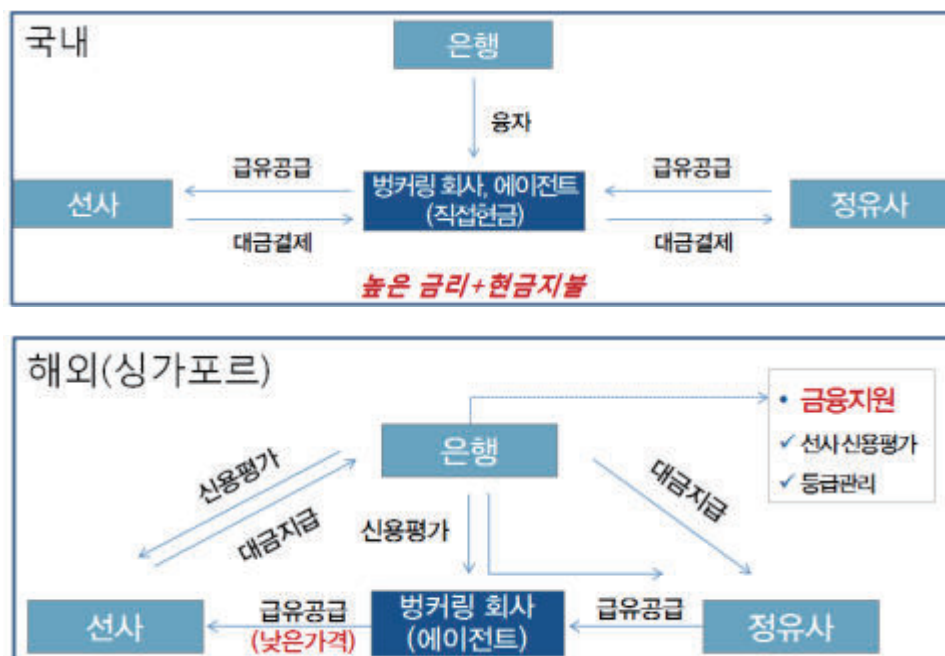 국내
은행
융자
급유공급
급유공급
선사
벙커링 회사, 에이전트
(직접현금)
정유사
대금결제
대금결제
높은 금리+현금지불
해외(싱가포르)
• 금융지원
✓ 선사 신용평가
✓ 등급관리
은행
신용평가
대금지급
대금지급
신용평가
선사
급유공급
(낮은가격)
벙커링 회사
(에이전트)
급유공급
정유사